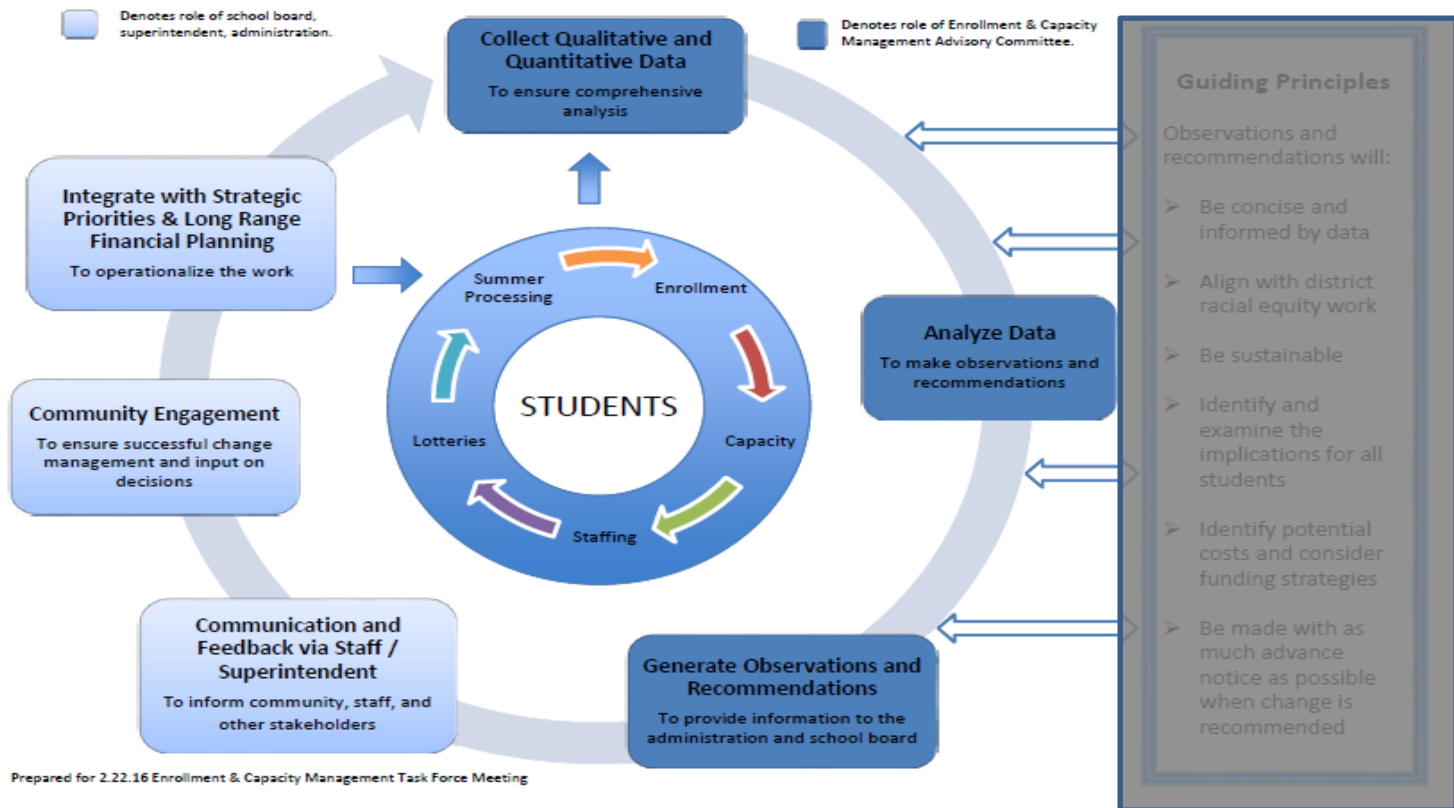 Denotes role of school board,
superintendent, administration.
Denotes role of Enrollment & Capacity
Management Advisory Committee.
Collect Qualitative and
Quantitative Data
To ensure comprehensive
analysis
Integrate with Strategic
Priorities & Long Range
Financial Planning
To operationalize the work
Community Engagement
To ensure successful change
management and input on
decisions
Communication and
Feedback via Staff /
Superintendent
To inform community, staff, and
other stakeholders
Generate Observations and
Recommendations
To provide information to the
administration and school board
Analyze Data
To make observations and
recommendations
Summer
Processing
Enrollment
Capacity
Staffing
Lotteries
STUDENTS
Guiding Principles
Observations and
recommendations will:
➢ Be concise and
informed by data
➢ Align with district
racial equity work
➢ Be sustainable
➢ Identify and
examine the
implications for all
students
➢ Identify potential
costs and consider
funding strategies
➢ Be made with as
much advance
notice as possible
when change is
recommended
Prepared for 2.22.16 Enrollment & Capacity Management Task Force Meeting